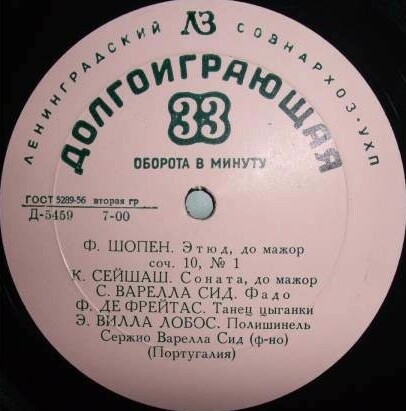 ЛЗ
ЛЕНИНГРАДСКИЙ СОВНАРХОЗ · УХП
ДОЛГОИГРАЮЩАЯ
33
ОБОРОТА В МИНУТУ
ГОСТ 5289-56 вторая гр
Д-5459 7-00
Ф. ШОПЕН. Этюд, до мажор
соч. 10, № 1
К. СЕЙШАШ. Соната, до мажор
С. ВАРЕЛЛА СИД. Фадо
Ф. ДЕ ФРЕЙТАС. Танец цыганки
Э. ВИЛЛА ЛОБОС. Полишинель
Сержио Варелла Сид (ф-но)
(Португалия)